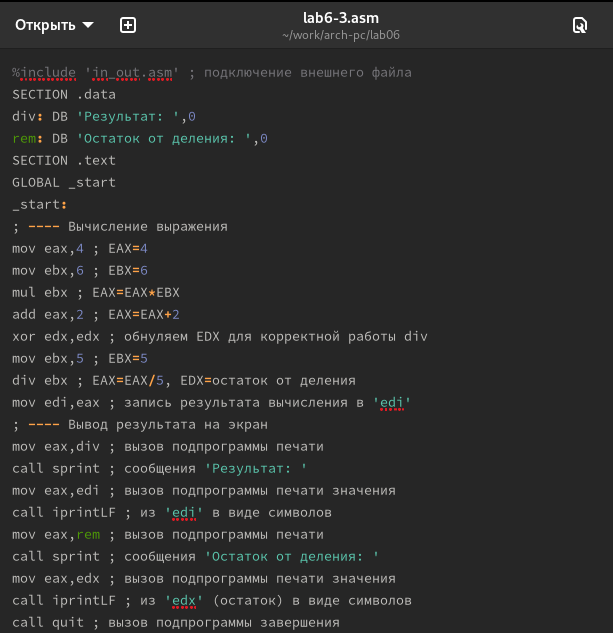 Открыть
lab6-3.asm
~/work/arch-pc/lab06
%include 'in_out.asm' ; подключение внешнего файла
SECTION .data
div: DB 'Результат: ',0
rem: DB 'Остаток от деления: ',0
SECTION .text
GLOBAL _start
_start:
; ---- Вычисление выражения
mov eax,4 ; EAX=4
mov ebx,6 ; EBX=6
mul ebx ; EAX=EAX*EBX
add eax,2 ; EAX=EAX+2
xor edx,edx ; обнуляем EDX для корректной работы div
mov ebx,5 ; EBX=5
div ebx ; EAX=EAX/5, EDX=остаток от деления
mov edi,eax ; запись результата вычисления в 'edi'
; ---- Вывод результата на экран
mov eax,div ; вызов подпрограммы печати
call sprint ; сообщения 'Результат: '
mov eax,edi ; вызов подпрограммы печати значения
call iprintLF ; из 'edi' в виде символов
mov eax,rem ; вызов подпрограммы печати
call sprint ; сообщения 'Остаток от деления: '
mov eax,edx ; вызов подпрограммы печати значения
call iprintLF ; из 'edx' (остаток) в виде символов
call quit ; вызов подпрограммы завершения